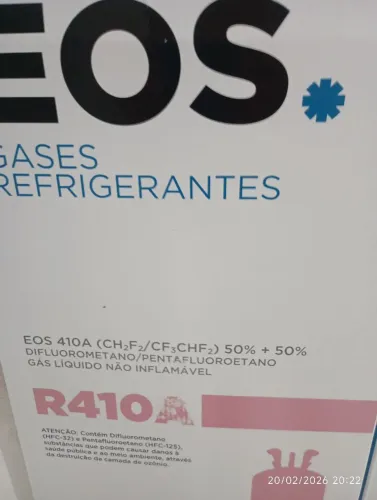 EOS.
GASES
REFRIGERANTES
EOS 410A (CH₂F₂/CF₃CHF₂) 50% + 50%
DIFLUOROMETANO/PENTAFLUOROETANO
GÁS LÍQUIDO NÃO INFLAMÁVEL
R410A
ATENÇÃO: Contém Difluorometano
(HFC-32) e Pentafluoroetano (HFC-125),
substâncias que podem causar danos à
saúde pública e ao meio ambiente, através
da destruição da camada de ozônio.
20/02/2026 20:22